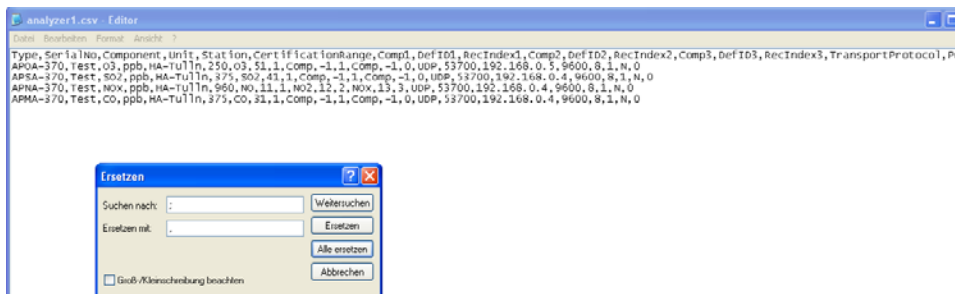 analyzer1.csv - Editor
Datei Bearbeiten Format Ansicht ?
Type,SerialNo,Component,Unit,Station,CertificationRange,Comp1,DefID1,RecIndex1,Comp2,DefID2,RecIndex2,Comp3,DefID3,RecIndex3,TransportProtocol,P
APOA-370,Test,O3,ppb,HA-Tulln,250,O3,51,1,Comp,-1,1,Comp,-1,0,UDP,53700,192.168.0.5,9600,8,1,N,0
APSA-370,Test,SO2,ppb,HA-Tulln,375,SO2,41,1,Comp,-1,1,Comp,-1,0,UDP,53700,192.168.0.4,9600,8,1,N,0
APNA-370,Test,NOx,ppb,HA-Tulln,960,NO,11,1,NO2,12,2,NOx,13,3,UDP,53700,192.168.0.4,9600,8,1,N,0
APMA-370,Test,CO,ppb,HA-Tulln,375,CO,31,1,Comp,-1,1,Comp,-1,0,UDP,53700,192.168.0.4,9600,8,1,N,0
Ersetzen
Suchen nach: ; Weitersuchen
Ersetzen mit: , Ersetzen
Alle ersetzen
Groß-/Kleinschreibung beachten Abbrechen